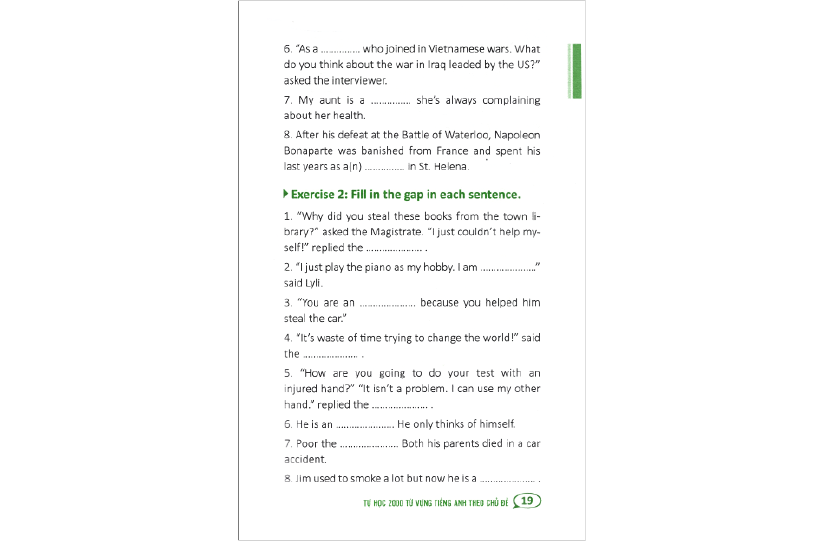 6. "As a ............... who joined in Vietnamese wars. What
do you think about the war in Iraq leaded by the US?"
asked the interviewer.
7. My aunt is a ............... she's always complaining
about her health.
8. After his defeat at the Battle of Waterloo, Napoleon
Bonaparte was banished from France and spent his
last years as a(n) ............... in St. Helena.
Exercise 2: Fill in the gap in each sentence.
1. "Why did you steal these books from the town li-
brary?" asked the Magistrate. "I just couldn't help my-
self!" replied the ..................... .
2. "I just play the piano as my hobby. I am ....................."
said Lyli.
3. "You are an ..................... because you helped him
steal the car."
4. "It's waste of time trying to change the world!" said
the ..................... .
5. "How are you going to do your test with an
injured hand?" "It isn't a problem. I can use my other
hand." replied the ..................... .
6. He is an ...................... He only thinks of himself.
7. Poor the ...................... Both his parents died in a car
accident.
8. Jim used to smoke a lot but now he is a ..................... .
TỰ HỌC 2000 TỪ VỰNG TIẾNG ANH THEO CHỦ ĐỀ 19